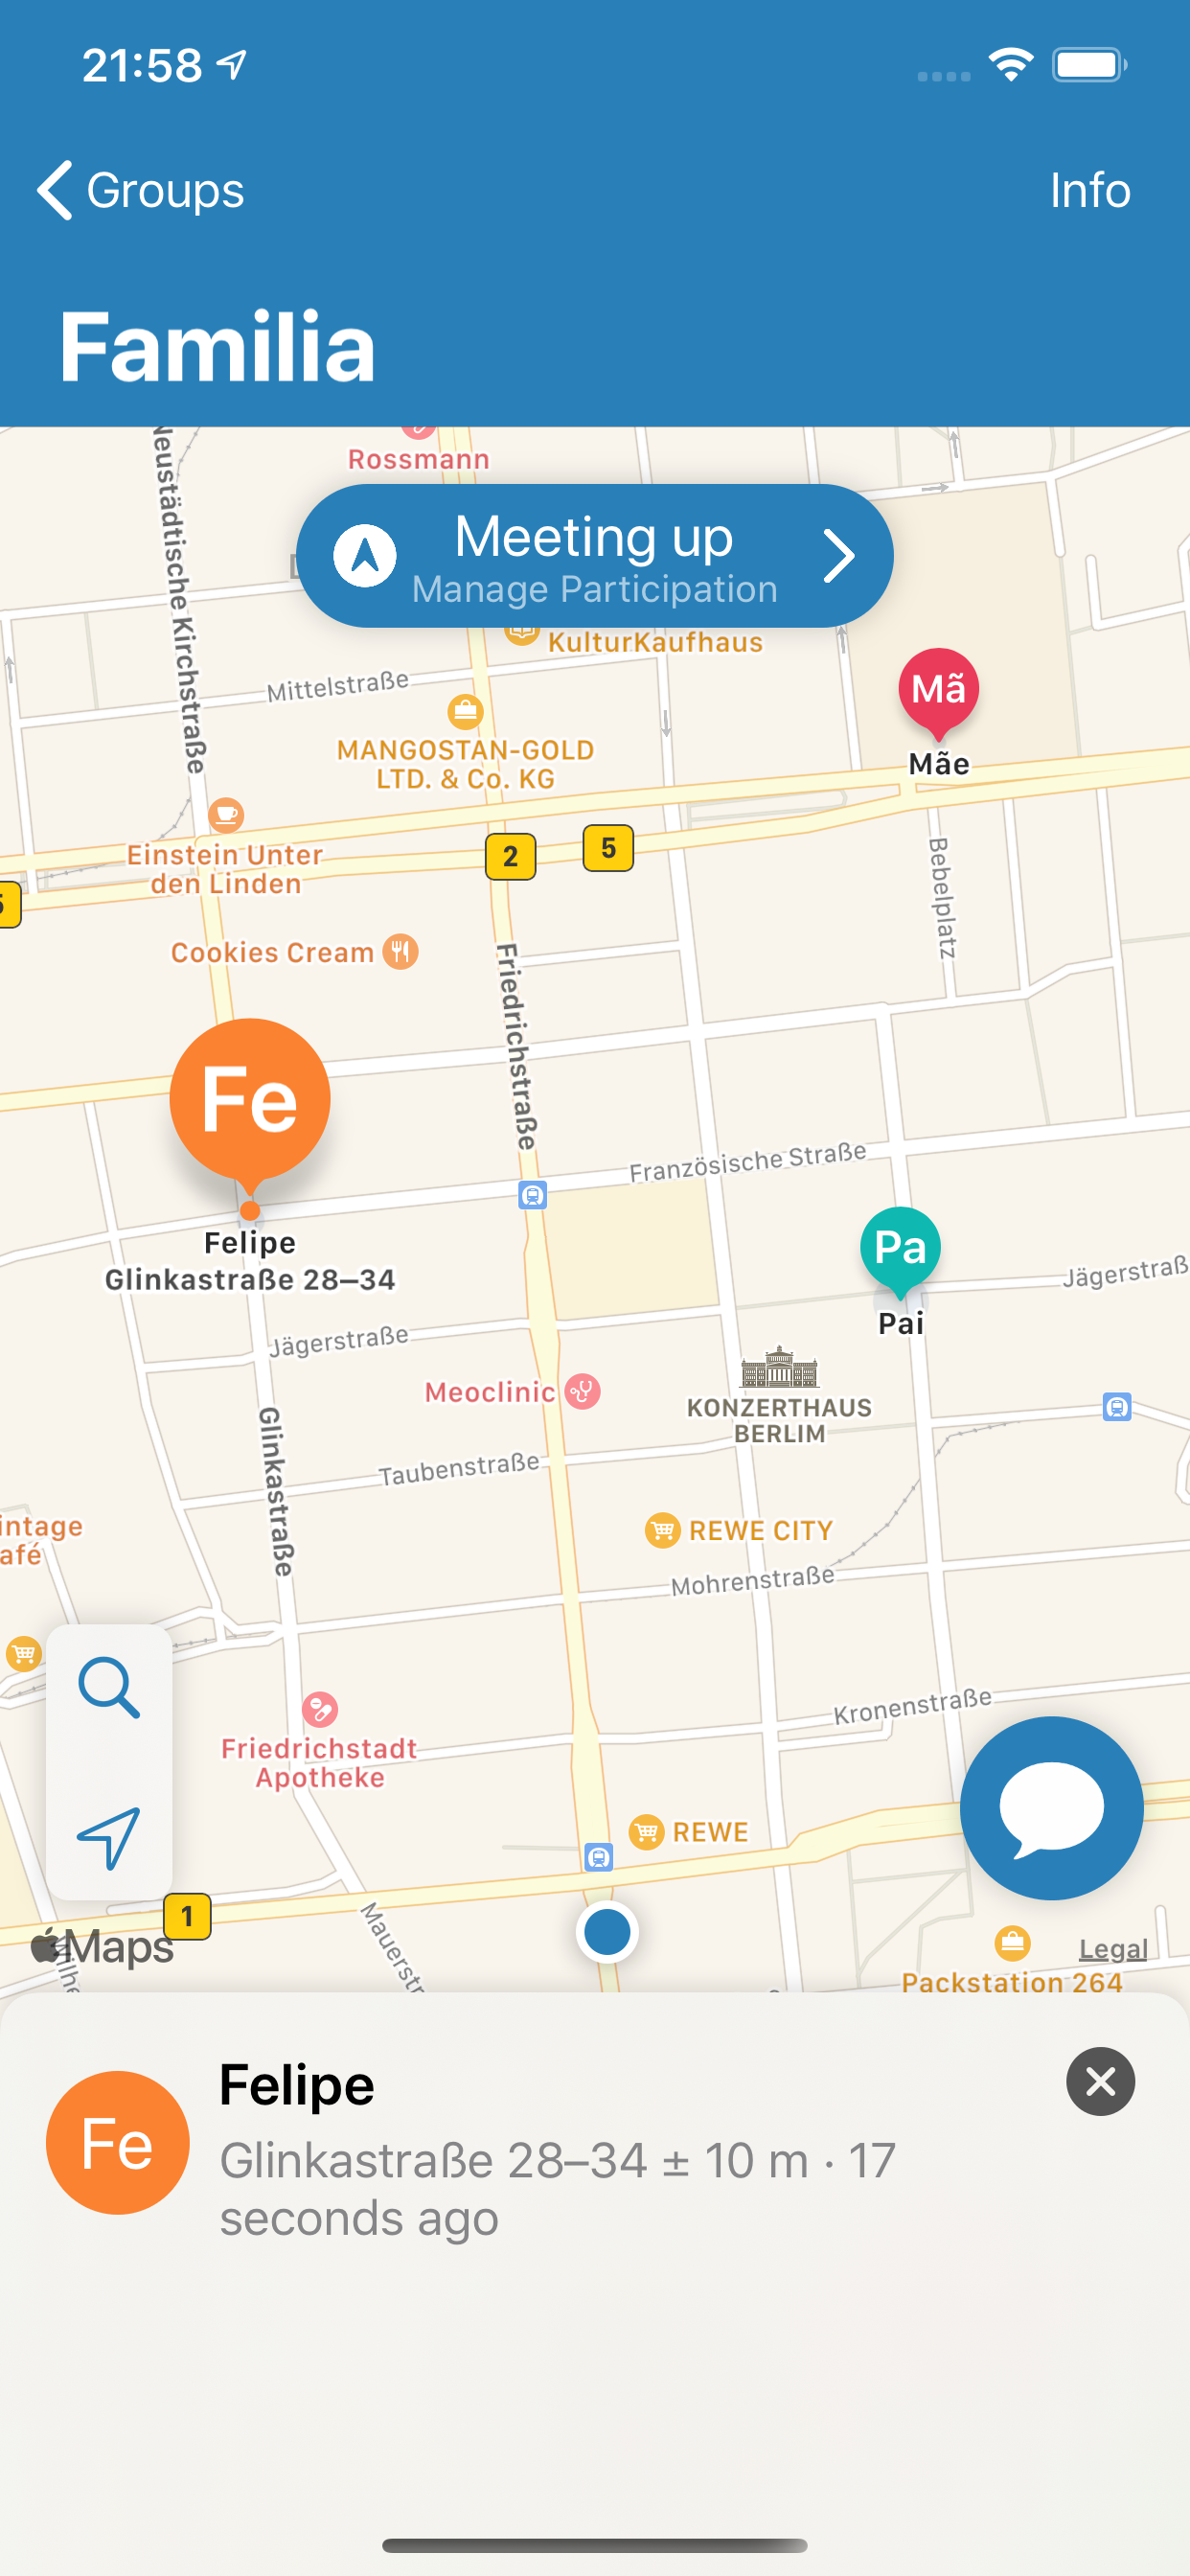 21:58
Groups
Info
Familia
Neustädtische Kirchstraße
Rossmann
Meeting up
Manage Participation
KulturKaufhaus
Mittelstraße
Mã
Mãe
MANGOSTAN-GOLD
LTD. & Co. KG
Einstein Unter
den Linden
2
5
5
Bebelplatz
Cookies Cream
Friedrichstraße
Fe
Französische Straße
Felipe
Glinkastraße 28–34
Pa
Pai
Jägerstraß
Jägerstraße
Meoclinic
KONZERTHAUS
BERLIM
Glinkastraße
Taubenstraße
intage
afé
REWE CITY
Mohrenstraße
Kronenstraße
Friedrichstadt
Apotheke
REWE
1
Maps
Wilhe
Mauerstr
Legal
Packstation 264
Fe
Felipe
Glinkastraße 28–34 ± 10 m · 17
seconds ago